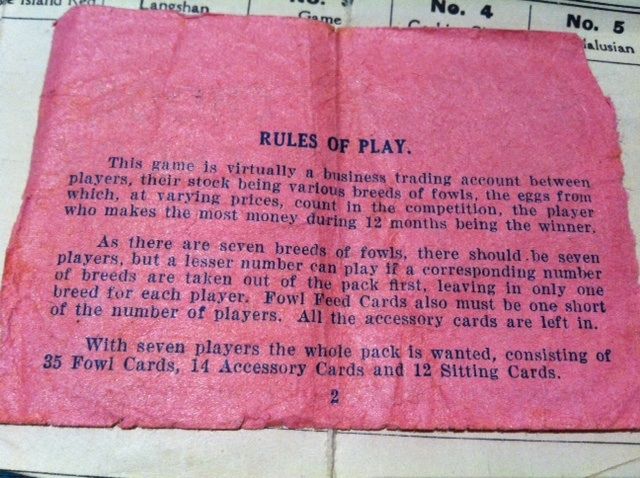 Island Red
Langshan
Game
No. 4
No. 5
RULES OF PLAY.
This game is virtually a business trading account between
players, their stock being various breeds of fowls, the eggs from
which, at varying prices, count in the competition, the player
who makes the most money during 12 months being the winner.
As there are seven breeds of fowls, there should be seven
players, but a lesser number can play if a corresponding number
of breeds are taken out of the pack first, leaving in only one
breed for each player. Fowl Feed Cards also must be one short
of the number of players. All the accessory cards are left in.
With seven players the whole pack is wanted, consisting of
35 Fowl Cards, 14 Accessory Cards and 12 Sitting Cards.
2